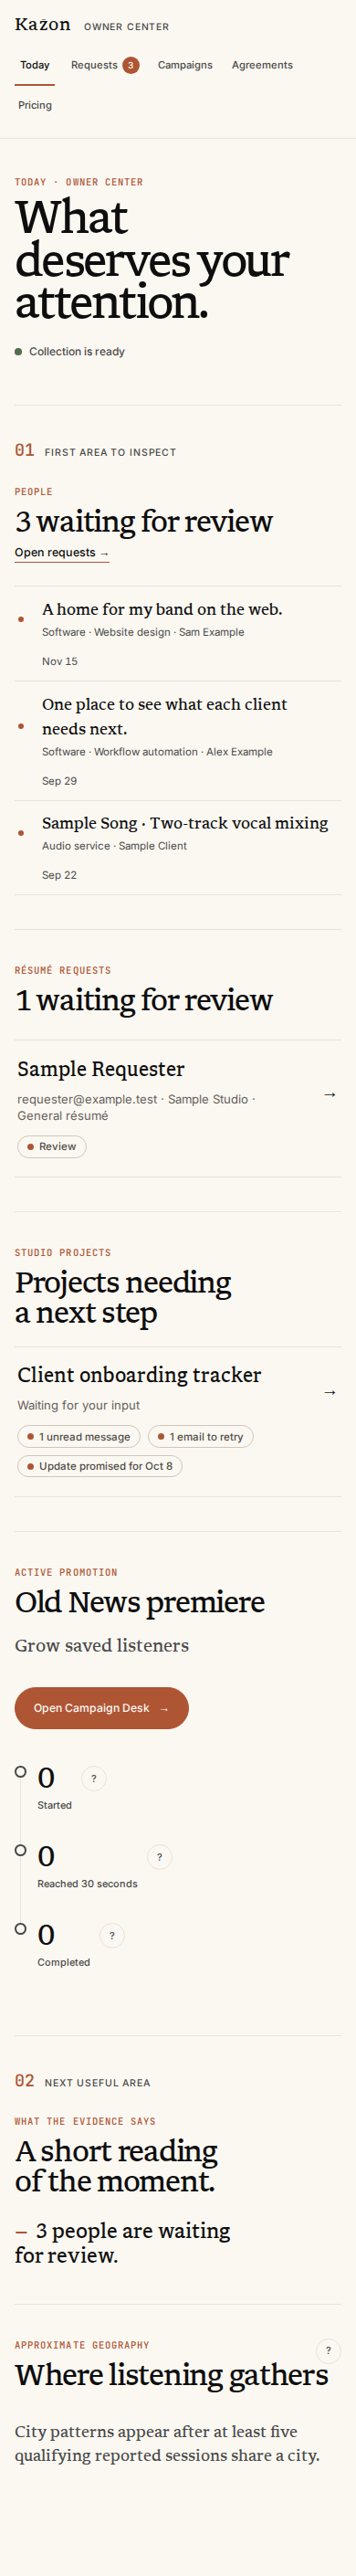 Każon OWNER CENTER
Today Requests 3 Campaigns Agreements
Pricing
TODAY · OWNER CENTER
What
deserves your
attention.
Collection is ready
01 FIRST AREA TO INSPECT
PEOPLE
3 waiting for review
Open requests →
A home for my band on the web.
Software · Website design · Sam Example
Nov 15
One place to see what each client
needs next.
Software · Workflow automation · Alex Example
Sep 29
Sample Song · Two-track vocal mixing
Audio service · Sample Client
Sep 22
RÉSUMÉ REQUESTS
1 waiting for review
Sample Requester
requester@example.test · Sample Studio ·
General résumé
→
Review
STUDIO PROJECTS
Projects needing
a next step
Client onboarding tracker
→
Waiting for your input
1 unread message 1 email to retry
Update promised for Oct 8
ACTIVE PROMOTION
Old News premiere
Grow saved listeners
Open Campaign Desk →
0 ?
Started
0 ?
Reached 30 seconds
0 ?
Completed
02 NEXT USEFUL AREA
WHAT THE EVIDENCE SAYS
A short reading
of the moment.
— 3 people are waiting
for review.
APPROXIMATE GEOGRAPHY ?
Where listening gathers
City patterns appear after at least five
qualifying reported sessions share a city.